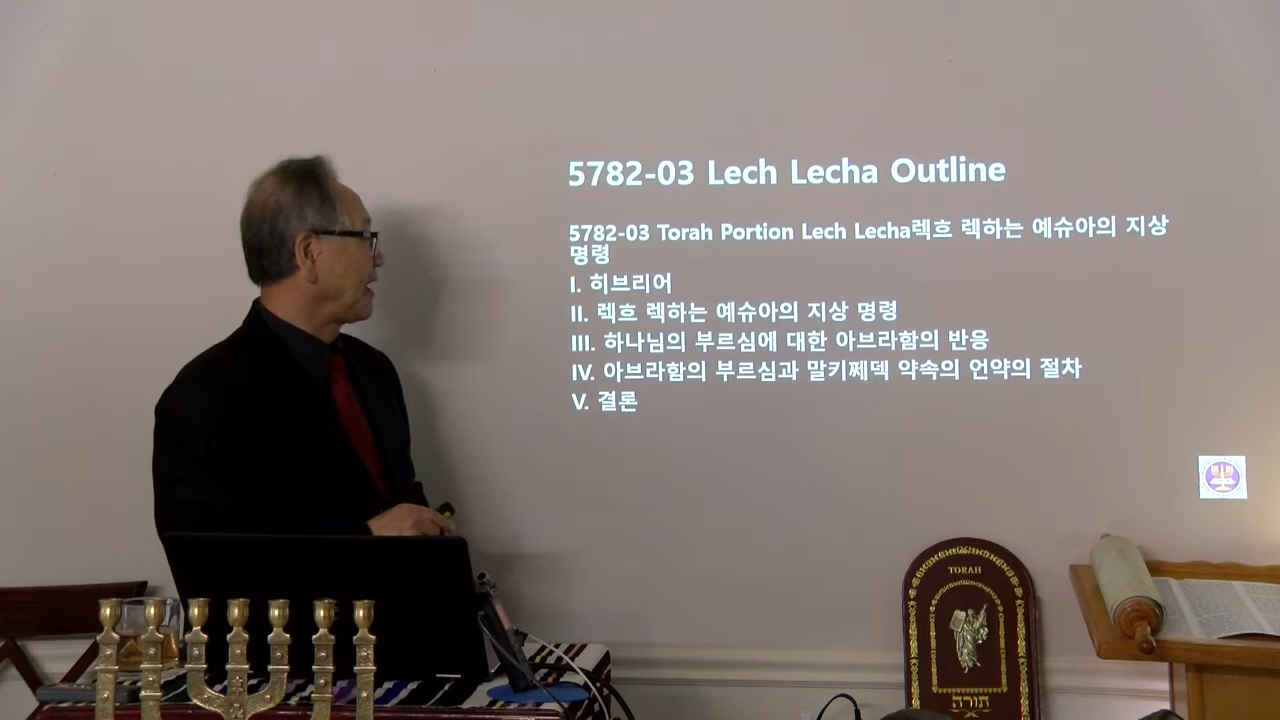 5782-03 Lech Lecha Outline
5782-03 Torah Portion Lech Lecha렉흐 렉하는 예슈아의 지상
명령
I. 히브리어
II. 렉흐 렉하는 예슈아의 지상 명령
III. 하나님의 부르심에 대한 아브라함의 반응
IV. 아브라함의 부르심과 말키쩨덱 약속의 언약의 절차
V. 결론
TORAH
תורה